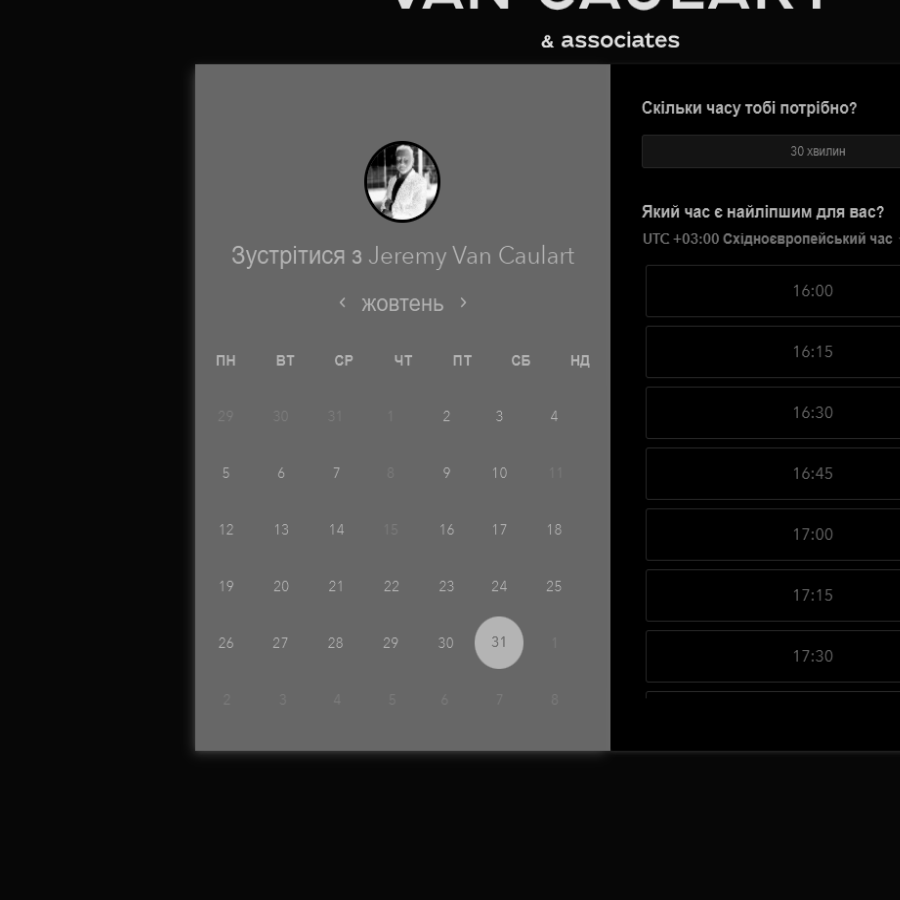 VAN CAULART
& associates
Зустрітися з Jeremy Van Caulart
жовтень
ПН ВТ СР ЧТ ПТ СБ НД
29 30 31 1 2 3 4
5 6 7 8 9 10 11
12 13 14 15 16 17 18
19 20 21 22 23 24 25
26 27 28 29 30 31 1
2 3 4 5 6 7 8
Скільки часу тобі потрібно?
30 хвилин
Який час є найліпшим для вас?
UTC +03:00 Східноєвропейський час
16:00
16:15
16:30
16:45
17:00
17:15
17:30